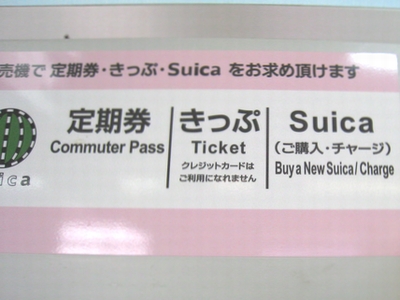 売機で 定期券・きっぷ・Suica をお求め頂けます
定期券
Commuter Pass
きっぷ
Ticket
クレジットカードは
ご利用になれません
Suica
(ご購入・チャージ)
Buy a New Suica/Charge
ica